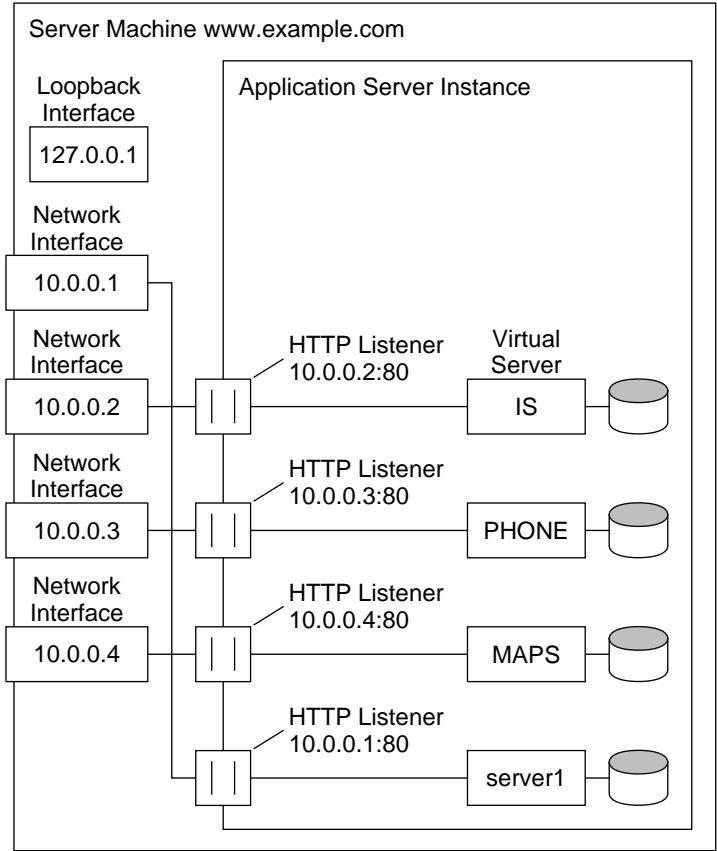 Server Machine www.example.com
Loopback
Interface
127.0.0.1
Application Server Instance
Network
Interface
10.0.0.1
Network
Interface
10.0.0.2
HTTP Listener
10.0.0.2:80
Virtual
Server
IS
Network
Interface
10.0.0.3
HTTP Listener
10.0.0.3:80
PHONE
Network
Interface
10.0.0.4
HTTP Listener
10.0.0.4:80
MAPS
HTTP Listener
10.0.0.1:80
server1